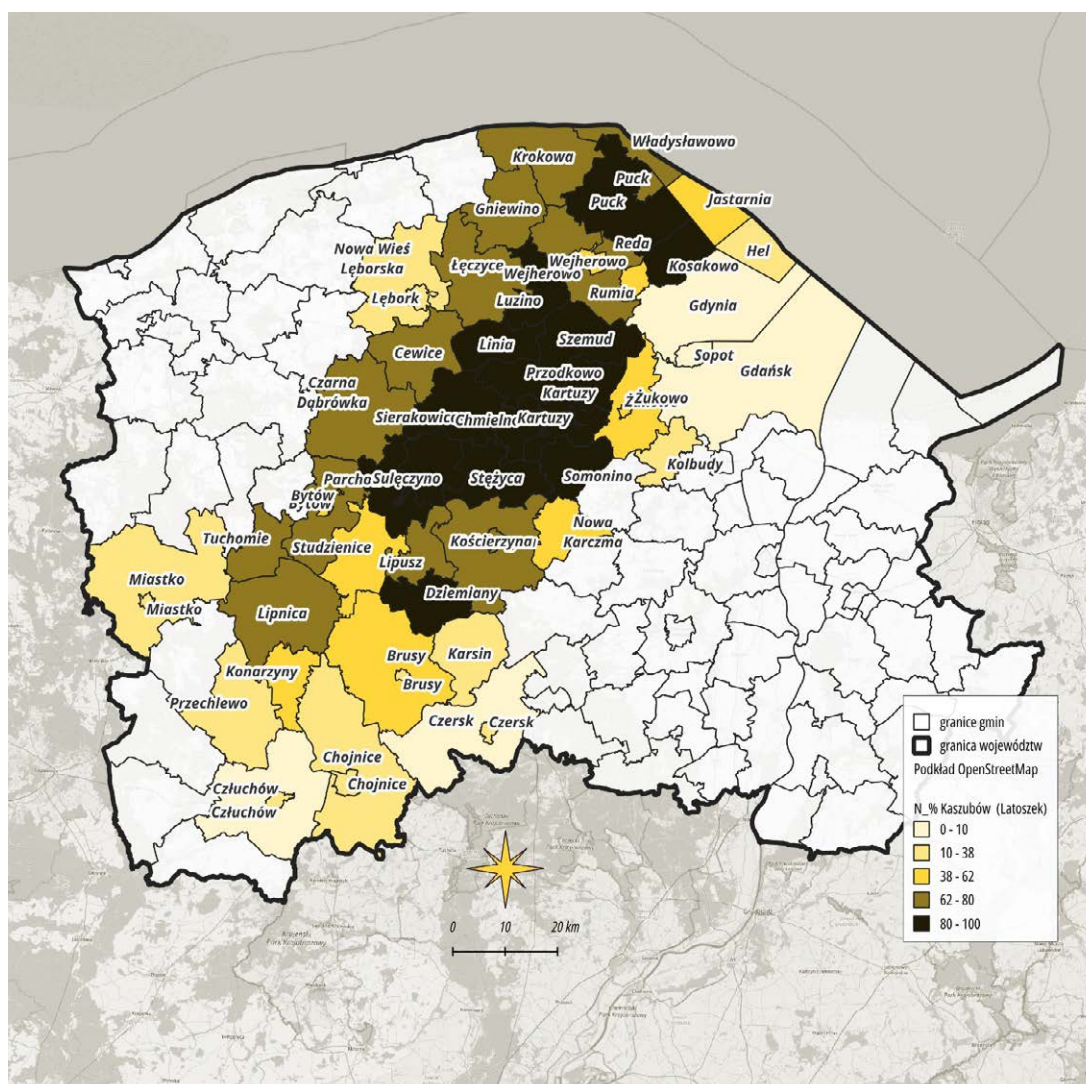 Władysławowo
Krokowa
Puck
Puck
Jastarnia
Gniewino
Reda
Hel
Nowa Wieś
Lęborska
Łęczyce
Wejherowo
Wejherowo
Kosakowo
Lębork
Luzino
Rumia
Gdynia
Cewice
Linia
Szemud
Sopot
Gdańsk
Czarna
Dąbrówka
Przodkowo
Kartuzy
Żukowo
Sierakowice
Chmielno
Kartuzy
Kolbudy
Sulęczyno
Stężyca
Somonino
Bytów
Bytów
Nowa
Karczma
Tuchomie
Studzienice
Kościerzyna
Lipusz
Miastko
Dziemiany
Miastko
Lipnica
Brusy
Karsin
Konarzyny
Brusy
Przechlewo
Czersk
Czersk
Chojnice
Człuchów
Chojnice
Człuchów
granice gmin
granica województw
Podkład OpenStreetMap
N_% Kaszubów (Latoszek)
0 - 10
10 - 38
38 - 62
62 - 80
80 - 100
0 10 20 km